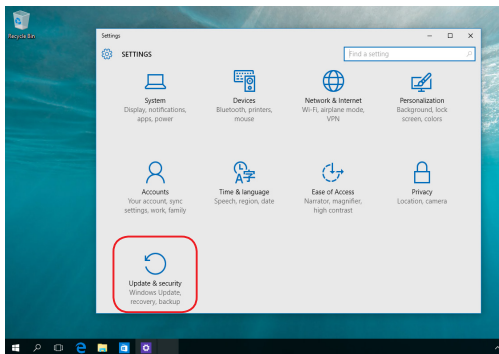 Recycle Bin
Settings
SETTINGS
Find a setting
System
Display, notifications,
apps, power
Devices
Bluetooth, printers,
mouse
Network & Internet
Wi-Fi, airplane mode,
VPN
Personalization
Background, lock
screen, colors
Accounts
Your account, sync
settings, work, family
Time & language
Speech, region, date
Ease of Access
Narrator, magnifier,
high contrast
Privacy
Location, camera
Update & security
Windows Update,
recovery, backup